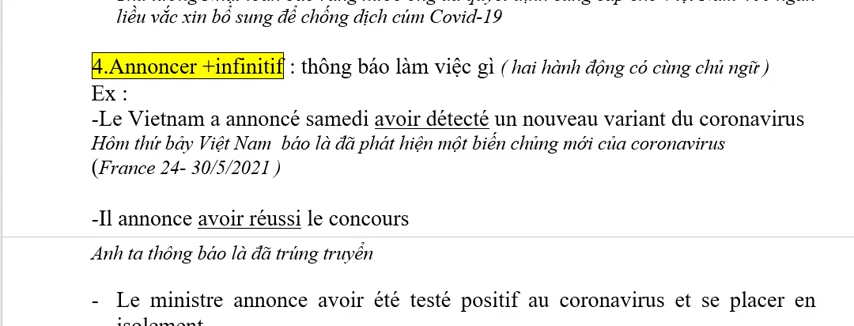 liều vắc xin bổ sung để chống dịch cúm Covid-19
4.Annoncer +infinitif : thông báo làm việc gì ( hai hành động có cùng chủ ngữ )
Ex :
-Le Vietnam a annoncé samedi avoir détecté un nouveau variant du coronavirus
Hôm thứ bảy Việt Nam báo là đã phát hiện một biến chủng mới của coronavirus
(France 24- 30/5/2021 )
-Il annonce avoir réussi le concours
Anh ta thông báo là đã trúng truyển
- Le ministre annonce avoir été testé positif au coronavirus et se placer en
isolement